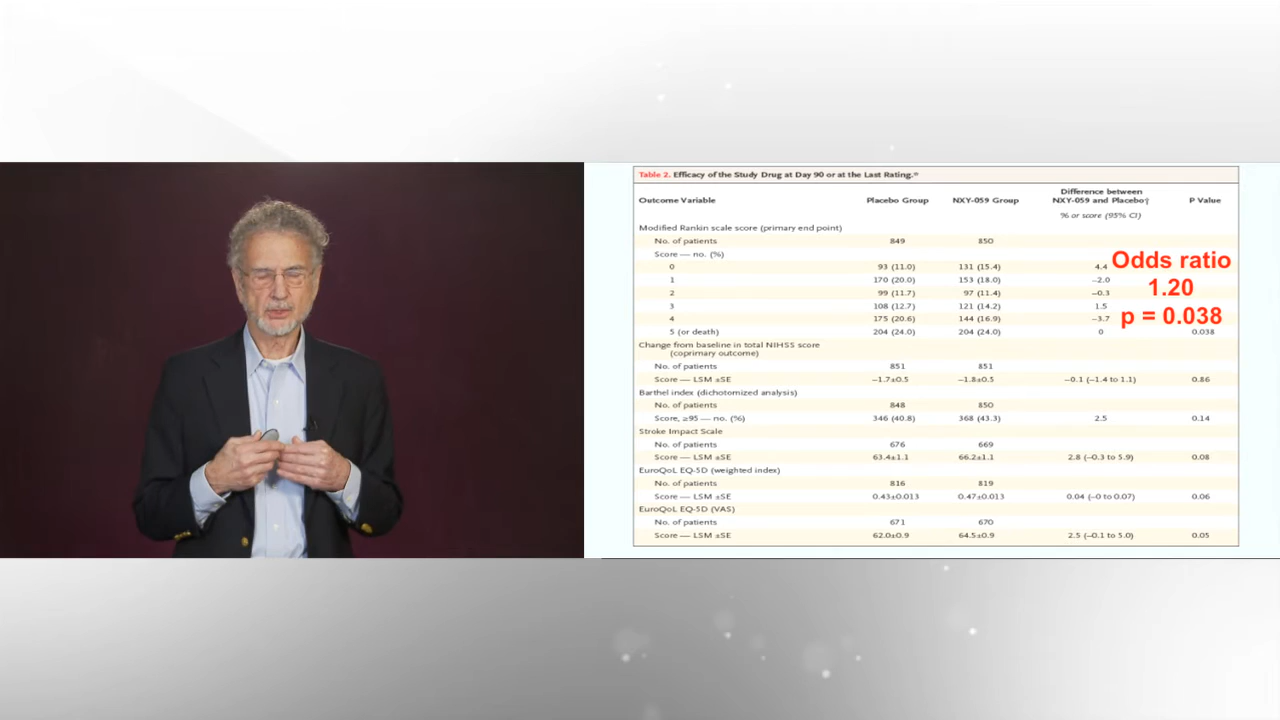 Table 2. Efficacy of the Study Drug at Day 90 or at the Last Rating.*
Outcome Variable Placebo Group NXY-059 Group Difference between NXY-059 and Placebo† P Value
% or score (95% CI)
Modified Rankin scale score (primary end point)
No. of patients 849 850
Score — no. (%)
0 93 (11.0) 131 (15.4) 4.4
1 170 (20.0) 153 (18.0) –2.0
2 99 (11.7) 97 (11.4) –0.3
3 108 (12.7) 121 (14.2) 1.5
4 175 (20.6) 144 (16.9) –3.7
5 (or death) 204 (24.0) 204 (24.0) 0 0.038
Odds ratio
1.20
p = 0.038
Change from baseline in total NIHSS score
(coprimary outcome)
No. of patients 851 851
Score — LSM ±SE –1.7±0.5 –1.8±0.5 –0.1 (–1.4 to 1.1) 0.86
Barthel index (dichotomized analysis)
No. of patients 848 850
Score, ≥95 — no. (%) 346 (40.8) 368 (43.3) 2.5 0.14
Stroke Impact Scale
No. of patients 676 669
Score — LSM ±SE 63.4±1.1 66.2±1.1 2.8 (–0.3 to 5.9) 0.08
EuroQoL EQ-5D (weighted index)
No. of patients 816 819
Score — LSM ±SE 0.43±0.013 0.47±0.013 0.04 (–0 to 0.07) 0.06
EuroQoL EQ-5D (VAS)
No. of patients 671 670
Score — LSM ±SE 62.0±0.9 64.5±0.9 2.5 (–0.1 to 5.0) 0.05